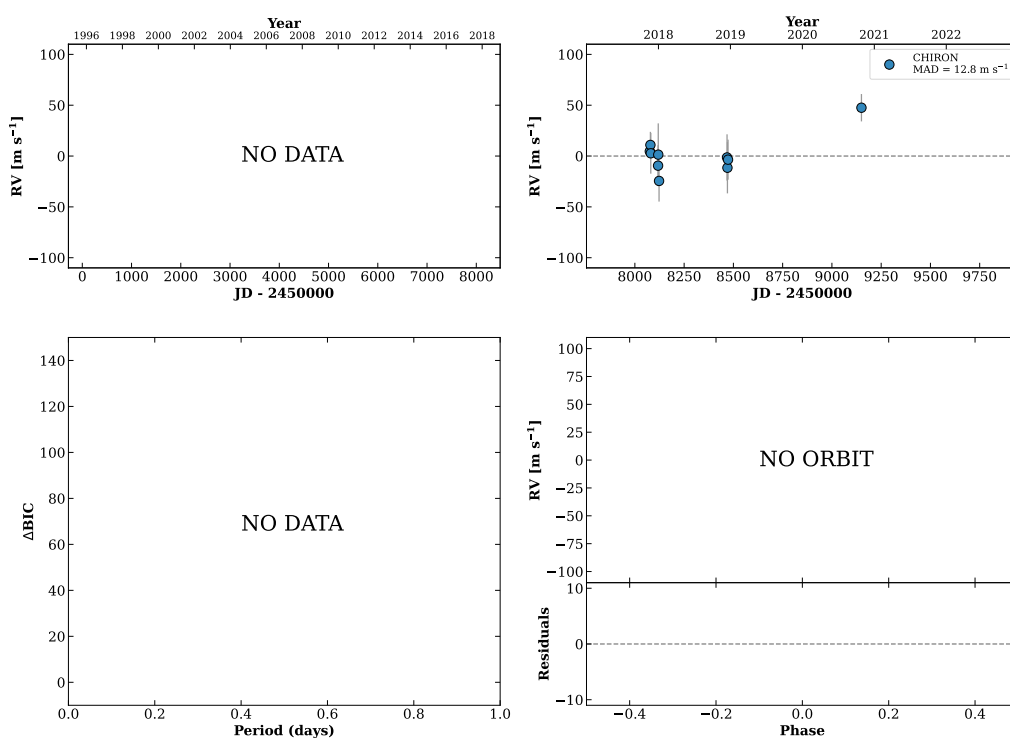 Year
1996 1998 2000 2002 2004 2006 2008 2010 2012 2014 2016 2018
100
50
0
−50
−100
RV [m s⁻¹]
NO DATA
0 1000 2000 3000 4000 5000 6000 7000 8000
JD - 2450000
Year
2018 2019 2020 2021 2022
100
50
0
−50
−100
RV [m s⁻¹]
CHIRON
MAD = 12.8 m s⁻¹
8000 8250 8500 8750 9000 9250 9500 9750
JD - 2450000
140
120
100
80
60
40
20
0
ΔBIC
NO DATA
0.0 0.2 0.4 0.6 0.8 1.0
Period (days)
100
75
50
25
0
−25
−50
−75
−100
RV [m s⁻¹]
NO ORBIT
10
0
−10
Residuals
−0.4 −0.2 0.0 0.2 0.4
Phase